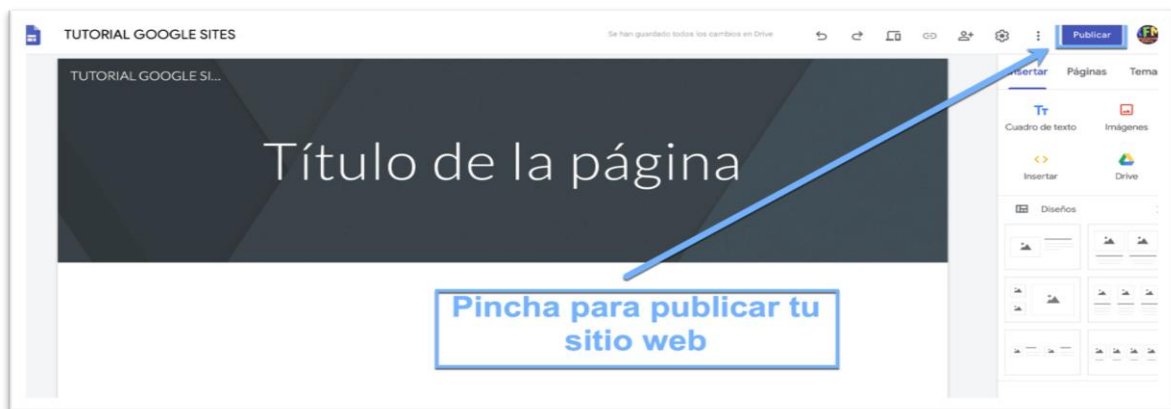 TUTORIAL GOOGLE SITES
Se han guardado todos los cambios en Drive
Publicar
TUTORIAL GOOGLE SI...
Insertar Páginas Tema
Título de la página
Cuadro de texto Imágenes
Insertar Drive
Diseños
Pincha para publicar tu
sitio web